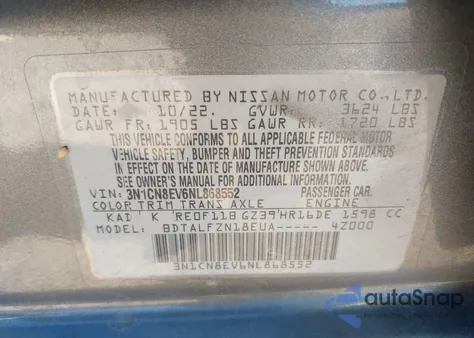 MANUFACTURED BY NISSAN MOTOR CO., LTD.
DATE: 10/22. GVWR: 3624 LBS
GAWR FR: 1905 LBS GAWR RR: 1720 LBS
THIS VEHICLE CONFORMS TO ALL APPLICABLE FEDERAL MOTOR
VEHICLE SAFETY, BUMPER AND THEFT PREVENTION STANDARDS
IN EFFECT ON THE DATE OF MANUFACTURE SHOWN ABOVE.
SEE OWNER'S MANUAL FOR ADDITIONAL INFORMATION.
VIN: 3N1CN8EV6NL868552 PASSENGER CAR.
COLOR TRIM TRANS AXLE ENGINE
KAI K RE0F11B GZ39 HR16DE 1598 CC
MODEL: BDTALFZN18EUA----- 4Z000
3N1CN8EV6NL868552
autoSnap